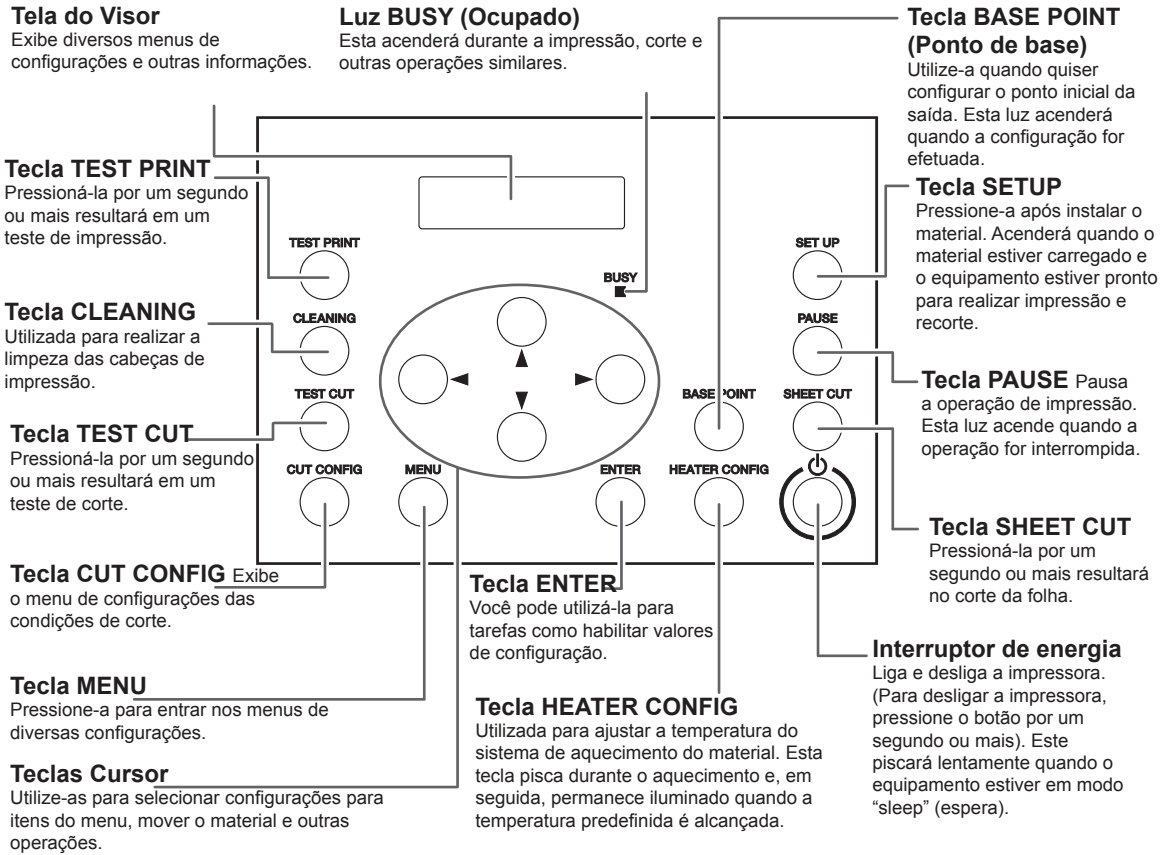 Tela do Visor
Exibe diversos menus de
configurações e outras informações.
Luz BUSY (Ocupado)
Esta acenderá durante a impressão, corte e
outras operações similares.
Tecla BASE POINT
(Ponto de base)
Utilize-a quando quiser
configurar o ponto inicial da
saída. Esta luz acenderá
quando a configuração for
efetuada.
Tecla TEST PRINT
Pressioná-la por um segundo
ou mais resultará em um
teste de impressão.
Tecla CLEANING
Utilizada para realizar a
limpeza das cabeças de
impressão.
Tecla TEST CUT
Pressioná-la por um segundo
ou mais resultará em um
teste de corte.
Tecla CUT CONFIG Exibe
o menu de configurações das
condições de corte.
Tecla MENU
Pressione-a para entrar nos menus de
diversas configurações.
Teclas Cursor
Utilize-as para selecionar configurações para
itens do menu, mover o material e outras
operações.
TEST PRINT
CLEANING
TEST CUT
CUT CONFIG
MENU
BUSY
ENTER
BASE POINT
HEATER CONFIG
SET UP
PAUSE
SHEET CUT
Tecla ENTER
Você pode utilizá-la para
tarefas como habilitar valores
de configuração.
Tecla HEATER CONFIG
Utilizada para ajustar a temperatura do
sistema de aquecimento do material. Esta
tecla pisca durante o aquecimento e, em
seguida, permanece iluminado quando a
temperatura predefinida é alcançada.
Tecla SETUP
Pressione-a após instalar o
material. Acenderá quando o
material estiver carregado e
o equipamento estiver pronto
para realizar impressão e
recorte.
Tecla PAUSE Pausa
a operação de impressão.
Esta luz acende quando a
operação for interrompida.
Tecla SHEET CUT
Pressioná-la por um
segundo ou mais resultará
no corte da folha.
Interruptor de energia
Liga e desliga a impressora.
(Para desligar a impressora,
pressione o botão por um
segundo ou mais). Este
piscará lentamente quando o
equipamento estiver em modo
“sleep” (espera).